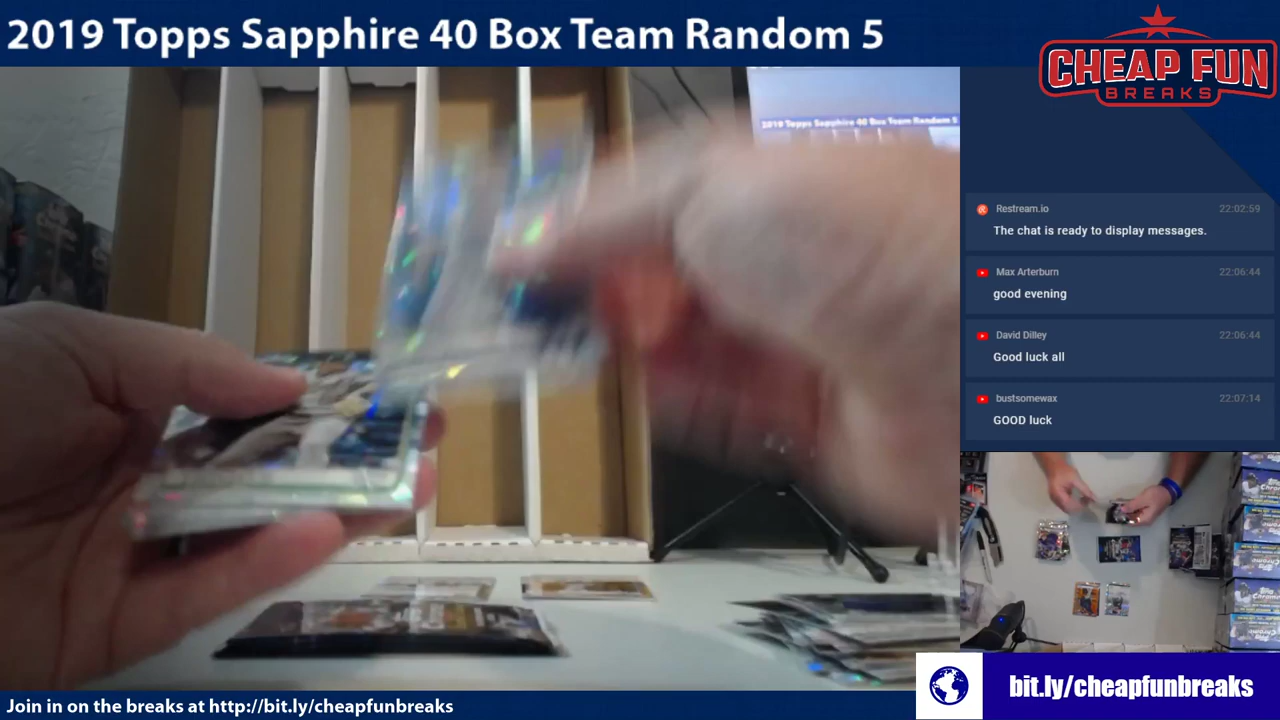 2019 Topps Sapphire 40 Box Team Random 5
CHEAP FUN
BREAKS
2019 Topps Sapphire 40 Box Team Random 5
Restream.io 22:02:59
The chat is ready to display messages.
Max Arterburn 22:06:44
good evening
David Dilley 22:06:44
Good luck all
bustsomewax 22:07:14
GOOD luck
Join in on the breaks at http://bit.ly/cheapfunbreaks
bit.ly/cheapfunbreaks